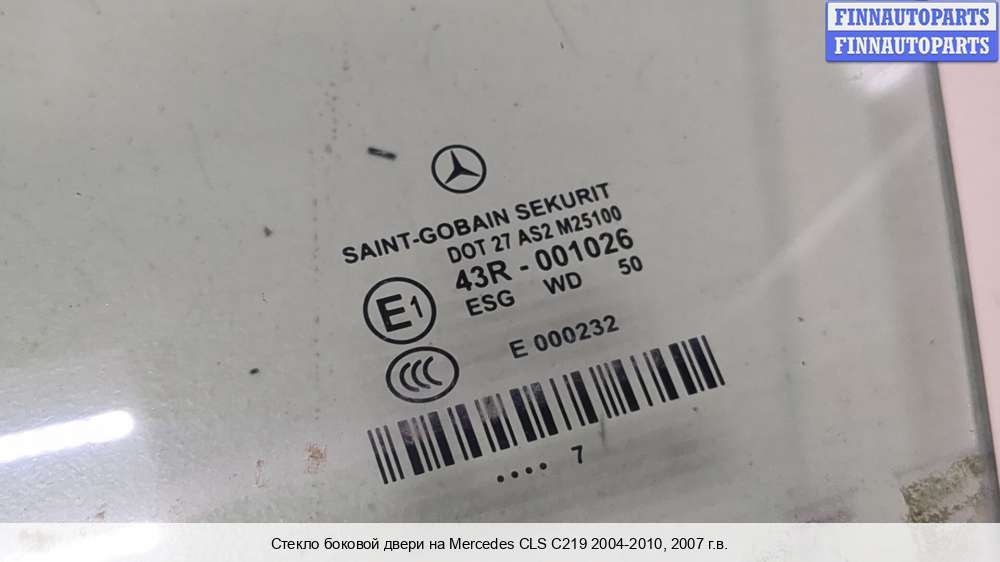 FINNAUTOPARTS
FINNAUTOPARTS
SAINT-GOBAIN SEKURIT
DOT 27 AS2 M25100
43R - 001026
E1
ESG WD 50
CCC
E 000232
.... 7
Стекло боковой двери на Mercedes CLS C219 2004-2010, 2007 г.в.